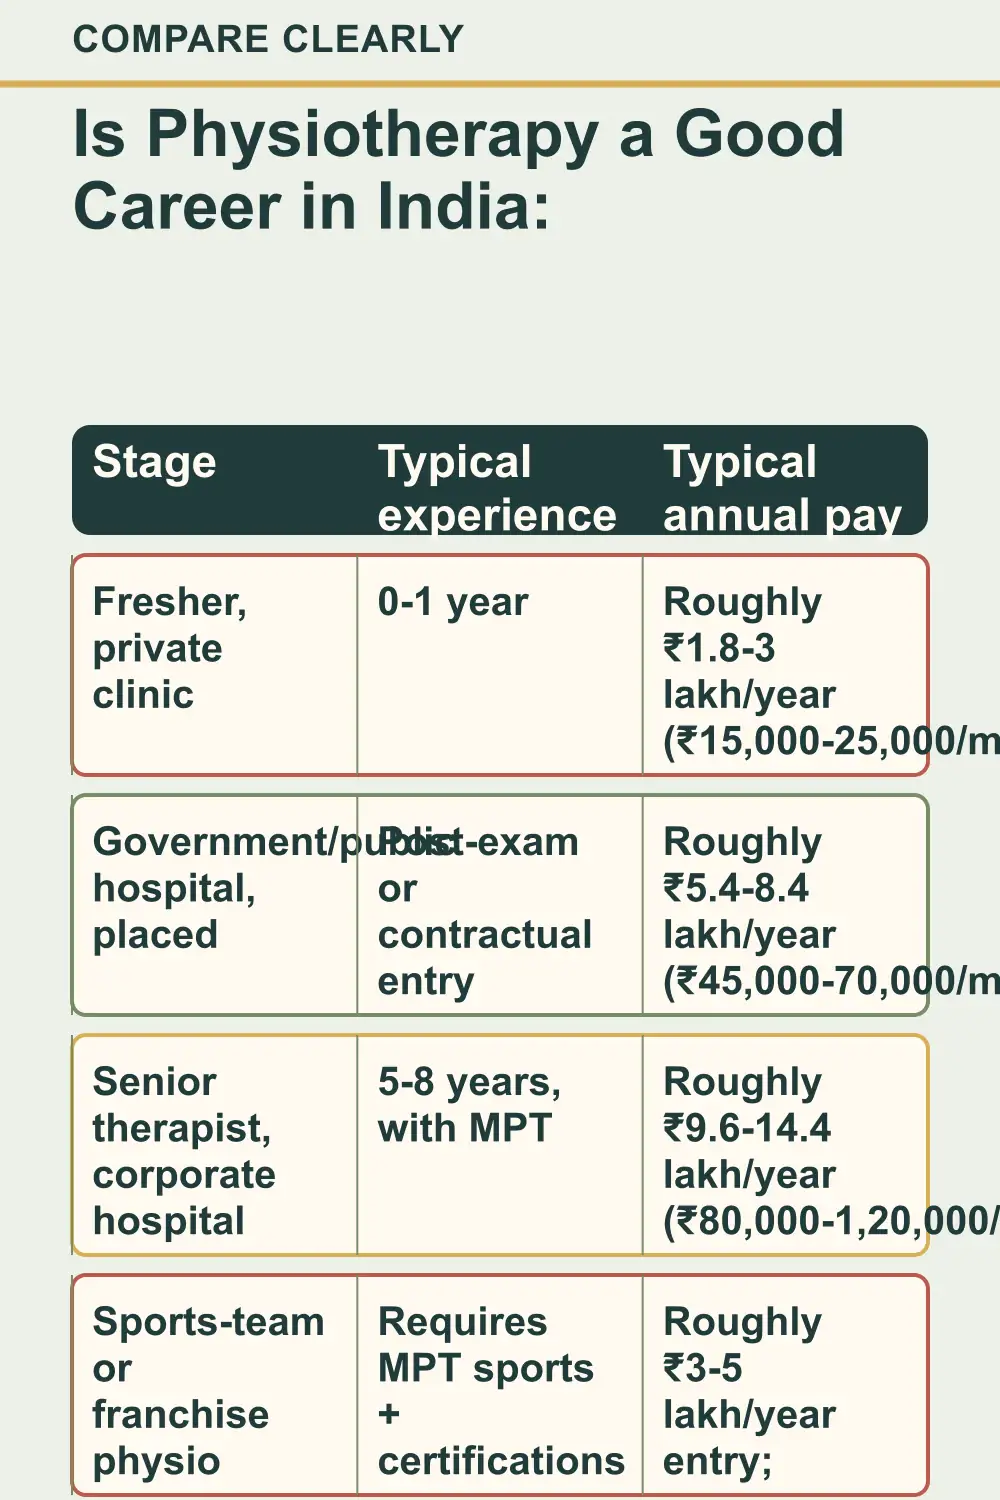 COMPARE CLEARLY
Is Physiotherapy a Good
Career in India:
Stage
Typical
experience
Typical
annual pay
Fresher,
private
clinic
0-1 year
Roughly
₹1.8-3
lakh/year
(₹15,000-25,000/m
Government/public
hospital,
placed
Post-exam
or
contractual
entry
Roughly
₹5.4-8.4
lakh/year
(₹45,000-70,000/m
Senior
therapist,
corporate
hospital
5-8 years,
with MPT
Roughly
₹9.6-14.4
lakh/year
(₹80,000-1,20,000/
Sports-team
or
franchise
physio
Requires
MPT sports
+
certifications
Roughly
₹3-5
lakh/year
entry;